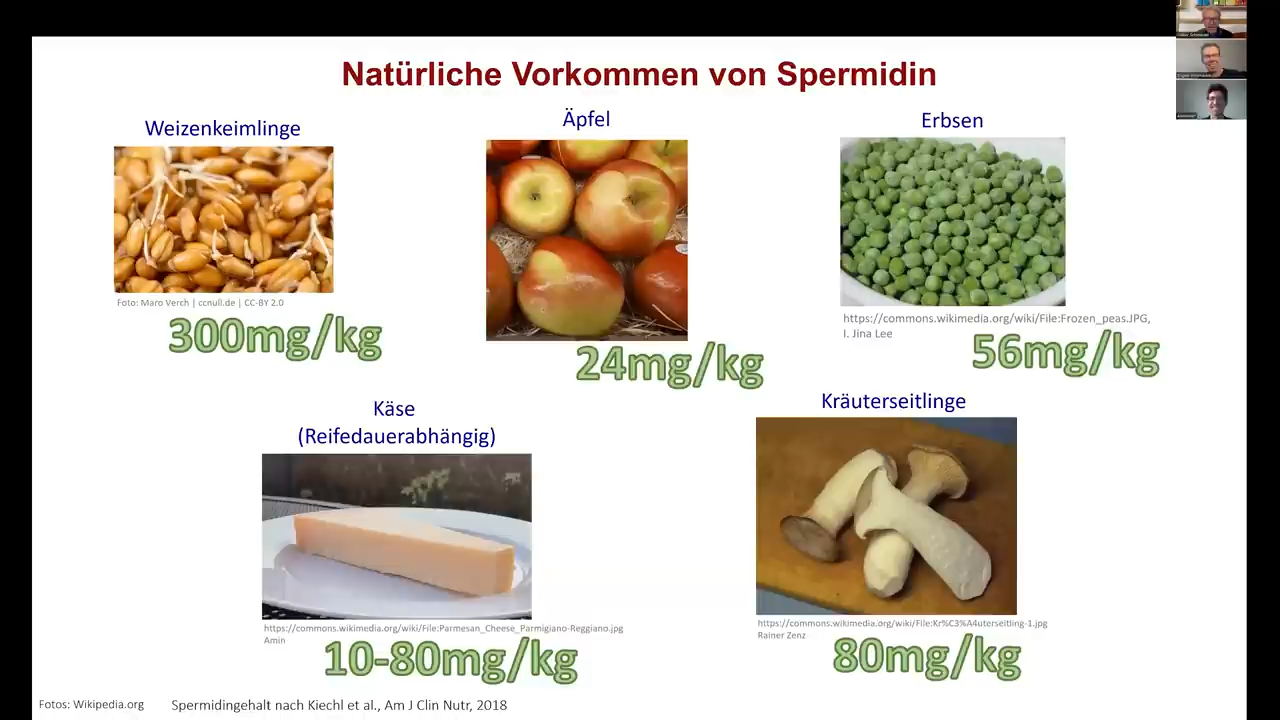 Natürliche Vorkommen von Spermidin
Weizenkeimlinge
Foto: Maro Verch | ccnull.de | CC-BY 2.0
300mg/kg
Äpfel
24mg/kg
Erbsen
https://commons.wikimedia.org/wiki/File:Frozen_peas.JPG,
I. Jina Lee
56mg/kg
Käse
(Reifedauerabhängig)
https://commons.wikimedia.org/wiki/File:Parmesan_Cheese_Parmigiano-Reggiano.jpg
Amin
10-80mg/kg
Kräuterseitlinge
https://commons.wikimedia.org/wiki/File:Kr%C3%A4uterseitling-1.jpg
Rainer Zenz
80mg/kg
Fotos: Wikipedia.org
Spermidingehalt nach Kiechl et al., Am J Clin Nutr, 2018